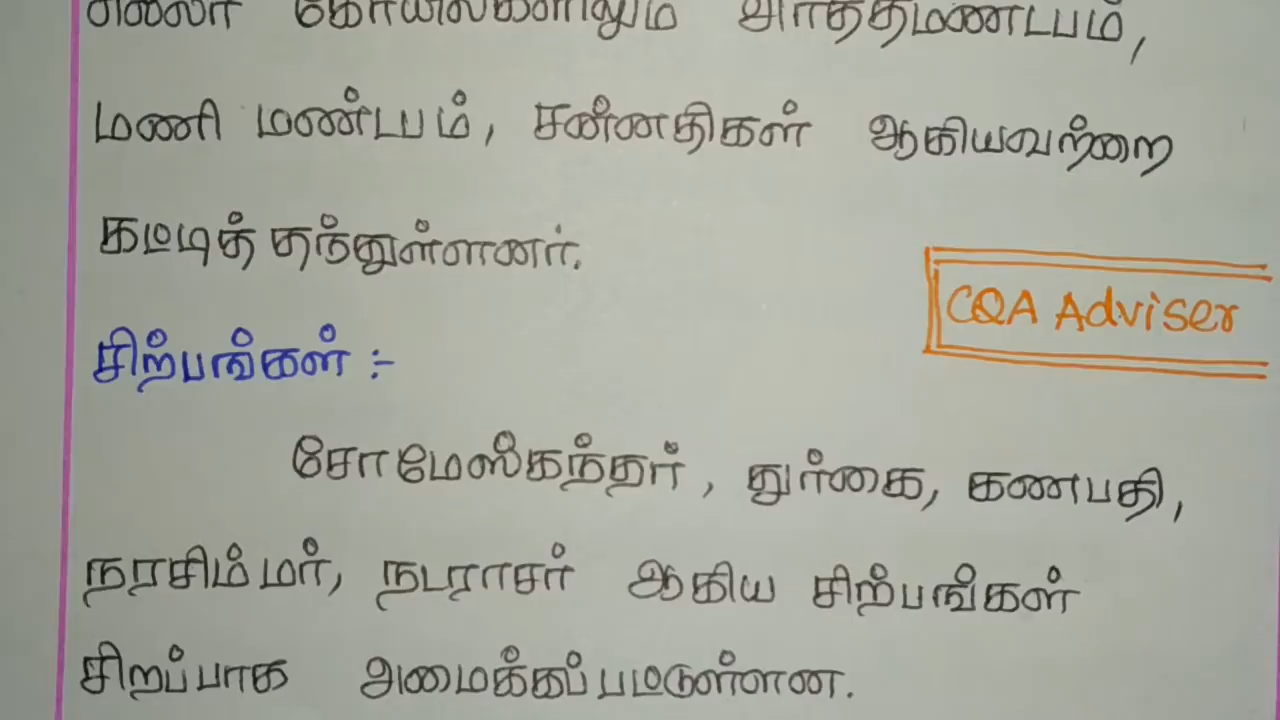 எல்லா கோயில்களிலும் அர்த்தமண்டபம்,
மணி மண்டபம், சன்னதிகள் ஆகியவற்றை
கட்டித் தந்துள்ளனர்.
CQA Adviser
சிற்பங்கள் :-
சோமேஸ்கந்தர், துர்கை, கணபதி,
நரசிம்மர், நடராசர் ஆகிய சிற்பங்கள்
சிறப்பாக அமைக்கப்பட்டுள்ளன.